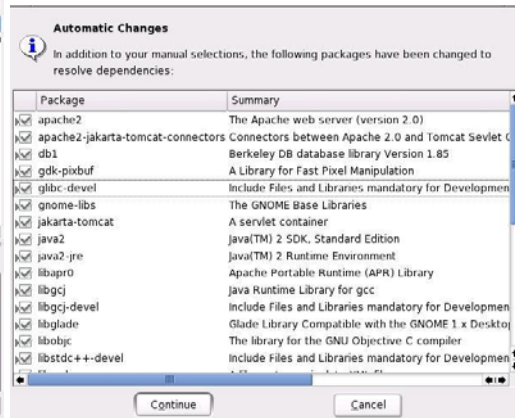 Automatic Changes
In addition to your manual selections, the following packages have been changed to
resolve dependencies:
Package Summary
apache2 The Apache web server (version 2.0)
apache2-jakarta-tomcat-connectors Connectors between Apache 2.0 and Tomcat Sevlet C
db1 Berkeley DB database library Version 1.85
gdk-pixbuf A Library for Fast Pixel Manipulation
glibc-devel Include Files and Libraries mandatory for Developmen
gnome-libs The GNOME Base Libraries
jakarta-tomcat A servlet container
java2 Java(TM) 2 SDK, Standard Edition
java2-jre Java(TM) 2 Runtime Environment
libapr0 Apache Portable Runtime (APR) Library
libgcj Java Runtime Library for gcc
libgcj-devel Include Files and Libraries mandatory for Developmen
libglade Glade Library Compatible with the GNOME 1.x Deskto
libobjc The library for the GNU Objective C compiler
libstdc++-devel Include Files and Libraries mandatory for Developmen
Continue Cancel